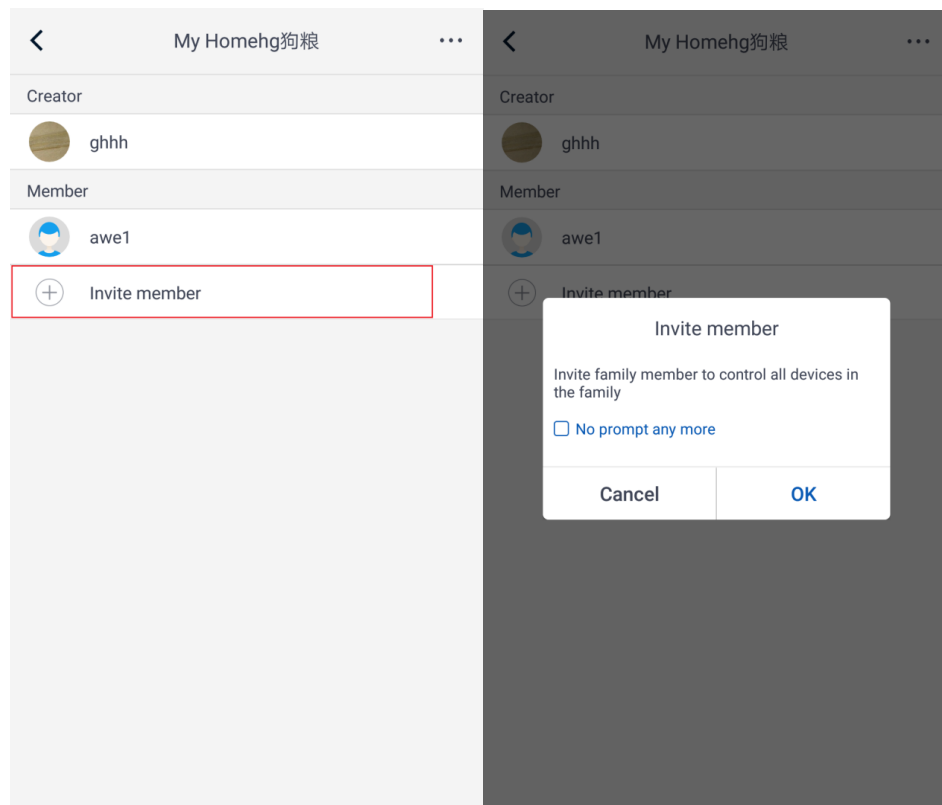 My Homehg狗粮
Creator
ghhh
Member
awe1
Invite member
My Homehg狗粮
Creator
ghhh
Member
awe1
Invite member
Invite member
Invite family member to control all devices in
the family
No prompt any more
Cancel
OK